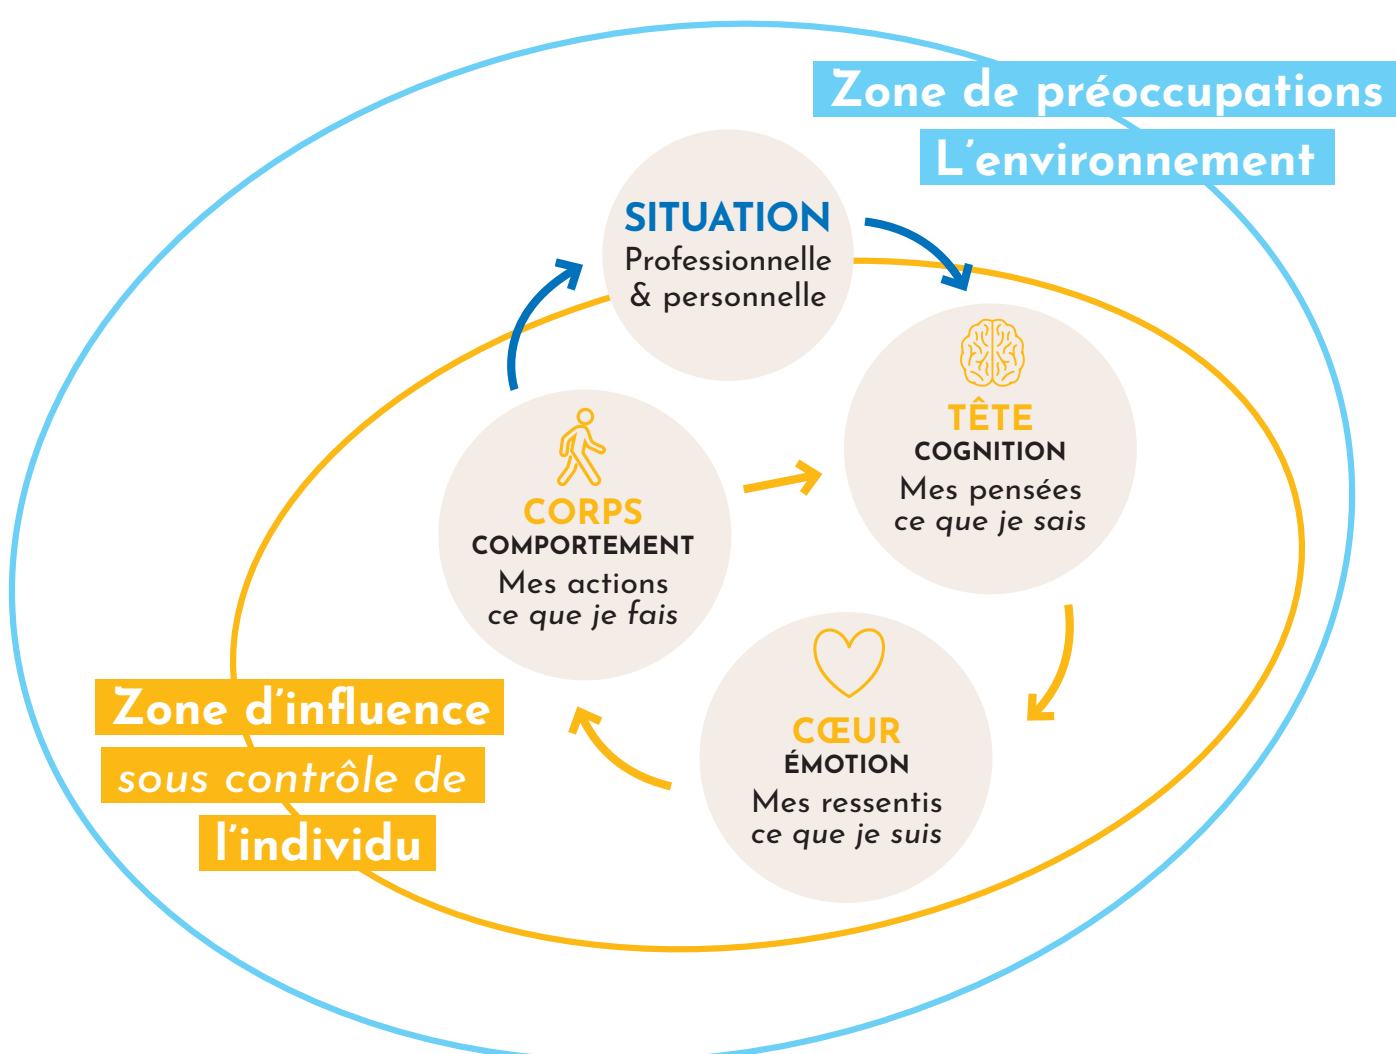 Zone de préoccupations
L'environnement
SITUATION
Professionnelle
& personnelle
TÊTE
COGNITION
Mes pensées
ce que je sais
CORPS
COMPORTEMENT
Mes actions
ce que je fais
CŒUR
ÉMOTION
Mes ressentis
ce que je suis
Zone d'influence
sous contrôle de
l'individu